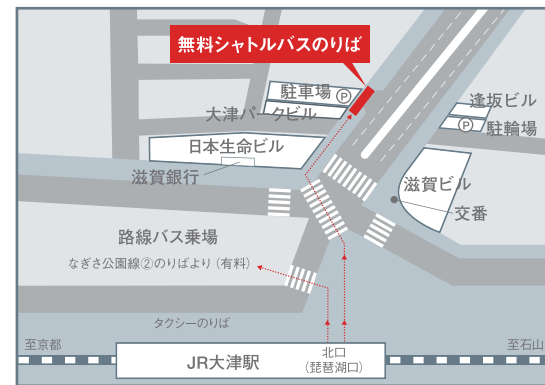 無料シャトルバスのりば
駐車場 P
大津パークビル
日本生命ビル
滋賀銀行
逢坂ビル
P 駐輪場
滋賀ビル
交番
路線バス乗場
なぎさ公園線②のりばより(有料)
タクシーのりば
至京都
至石山
JR大津駅
北口
(琵琶湖口)